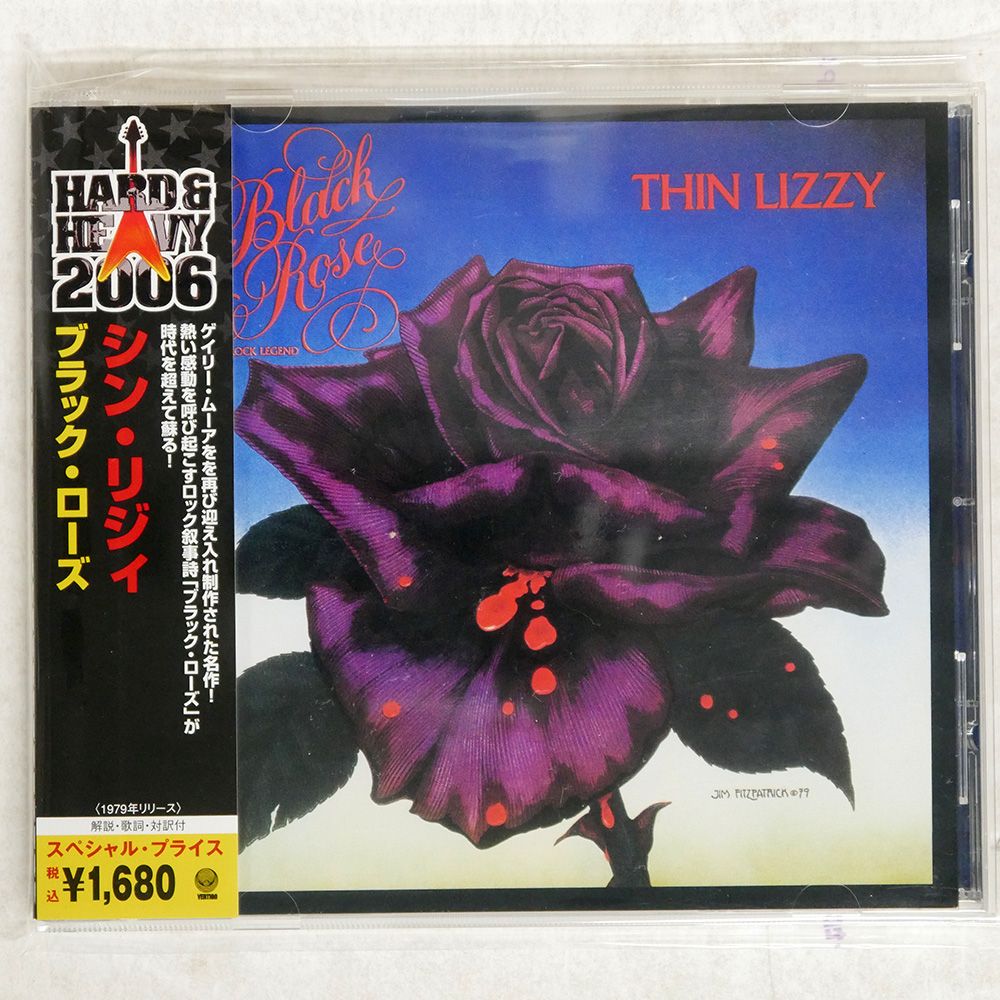 HARD &
HEAVY
2006
シン・リジィ
ブラック・ローズ
ゲイリー・ムーアをを再び迎え入れ制作された名作!
熱い感動を呼び起こすロック叙事詩「ブラック・ローズ」が
時代を超えて蘇る!
〈1979年リリース〉
解説・歌詞・対訳付
スペシャル・プライス
税込 ¥1,680
VERTIGO
Black
Rose
ROCK LEGEND
THIN LIZZY
JIM FITZPATRICK ©79